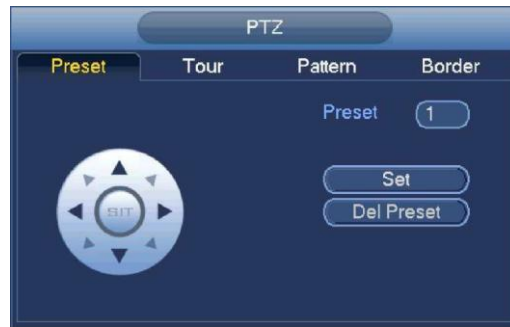 PTZ
Preset Tour Pattern Border
Preset 1
Set
SIT
Del Preset